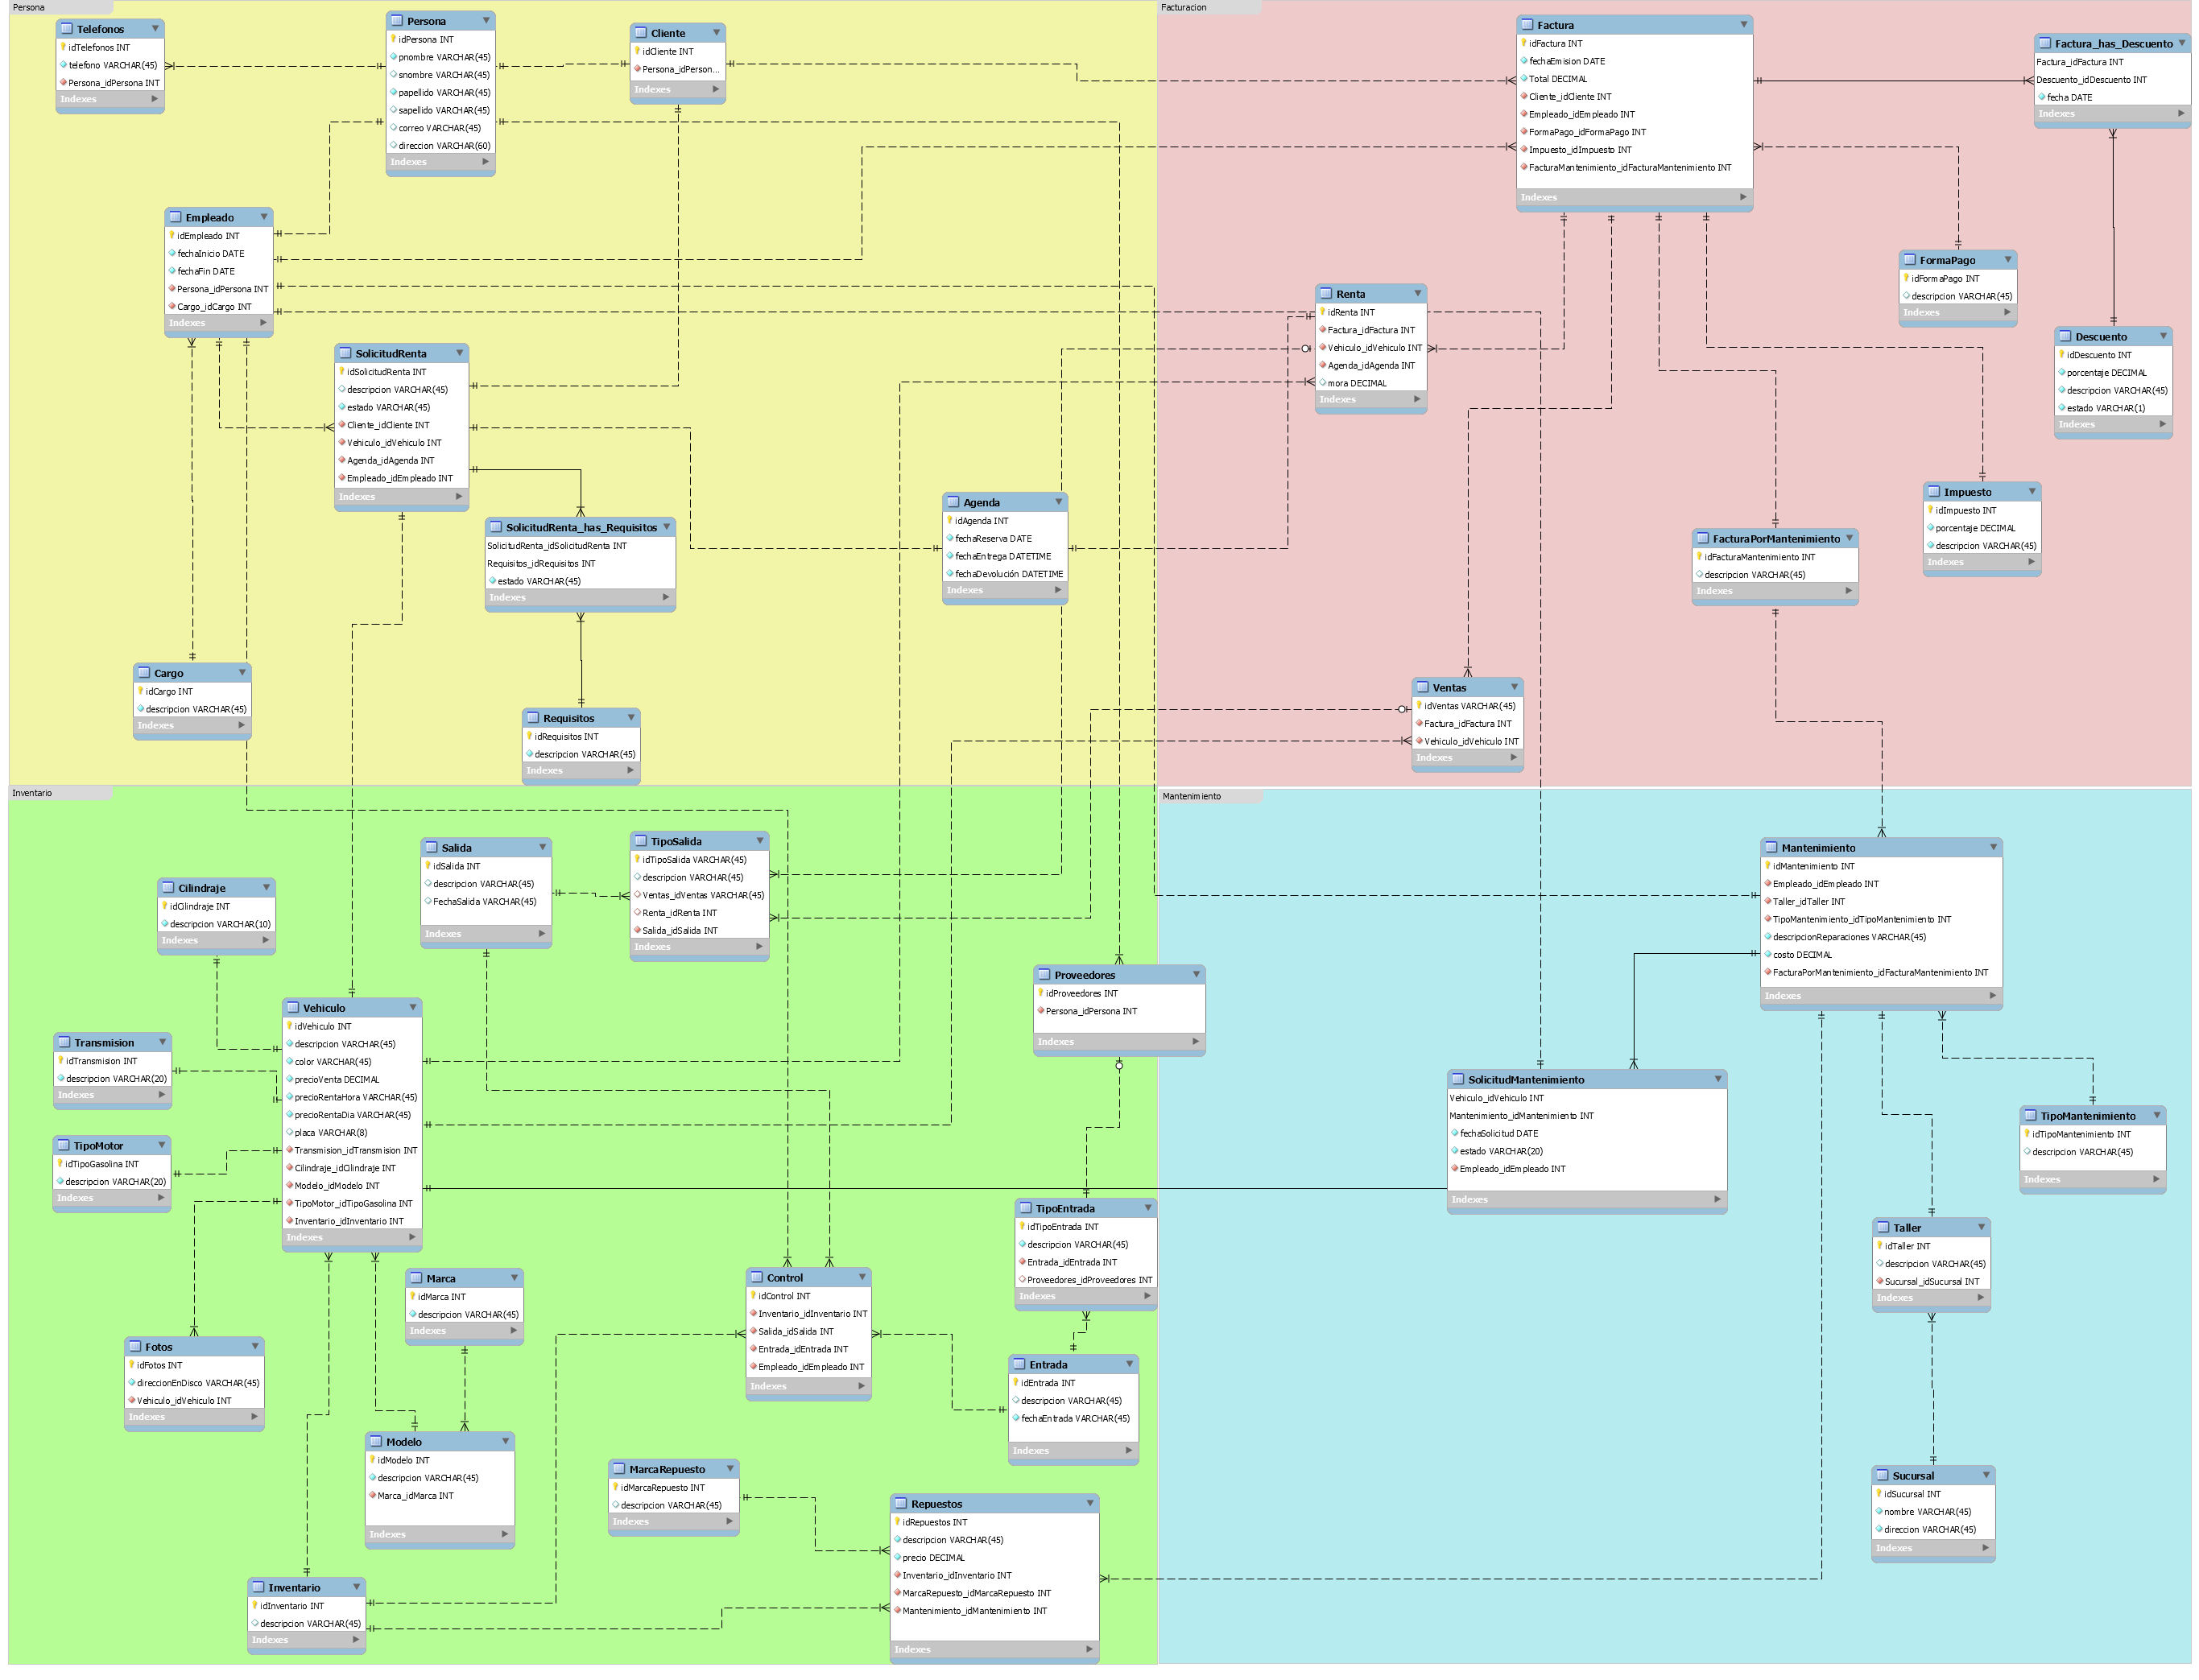 Persona
Telefonos
idTelefonos INT
telefono VARCHAR(45)
Persona_idPersona INT
Indexes
Persona
idPersona INT
pnombre VARCHAR(45)
snombre VARCHAR(45)
papellido VARCHAR(45)
sapellido VARCHAR(45)
correo VARCHAR(45)
direccion VARCHAR(60)
Indexes
Cliente
idCliente INT
Persona_idPerson...
Indexes
Empleado
idEmpleado INT
fechaInicio DATE
fechaFin DATE
Persona_idPersona INT
Cargo_idCargo INT
Indexes
SolicitudRenta
idSolicitudRenta INT
descripcion VARCHAR(45)
estado VARCHAR(45)
Cliente_idCliente INT
Vehiculo_idVehiculo INT
Agenda_idAgenda INT
Empleado_idEmpleado INT
Indexes
SolicitudRenta_has_Requisitos
SolicitudRenta_idSolicitudRenta INT
Requisitos_idRequisitos INT
estado VARCHAR(45)
Indexes
Agenda
idAgenda INT
fechaReserva DATE
fechaEntrega DATETIME
fechaDevolución DATETIME
Indexes
Cargo
idCargo INT
descripcion VARCHAR(45)
Indexes
Requisitos
idRequisitos INT
descripcion VARCHAR(45)
Indexes
Facturacion
Factura
idFactura INT
fechaEmision DATE
Total DECIMAL
Cliente_idCliente INT
Empleado_idEmpleado INT
FormaPago_idFormaPago INT
Impuesto_idImpuesto INT
FacturaMantenimiento_idFacturaMantenimiento INT
Indexes
Factura_has_Descuento
Factura_idFactura INT
Descuento_idDescuento INT
fecha DATE
Indexes
FormaPago
idFormaPago INT
descripcion VARCHAR(45)
Indexes
Renta
idRenta INT
Factura_idFactura INT
Vehiculo_idVehiculo INT
Agenda_idAgenda INT
mora DECIMAL
Indexes
Descuento
idDescuento INT
porcentaje DECIMAL
descripcion VARCHAR(45)
estado VARCHAR(1)
Indexes
Impuesto
idImpuesto INT
porcentaje DECIMAL
descripcion VARCHAR(45)
Indexes
FacturaPorMantenimiento
idFacturaMantenimiento INT
descripcion VARCHAR(45)
Indexes
Ventas
idVentas VARCHAR(45)
Factura_idFactura INT
Vehiculo_idVehiculo INT
Indexes
Inventario
Salida
idSalida INT
descripcion VARCHAR(45)
FechaSalida VARCHAR(45)
Indexes
TipoSalida
idTipoSalida VARCHAR(45)
descripcion VARCHAR(45)
Ventas_idVentas VARCHAR(45)
Renta_idRenta INT
Salida_idSalida INT
Indexes
Cilindraje
idCilindraje INT
descripcion VARCHAR(10)
Indexes
Proveedores
idProveedores INT
Persona_idPersona INT
Indexes
Vehiculo
idVehiculo INT
descripcion VARCHAR(45)
color VARCHAR(45)
precioVenta DECIMAL
precioRentaHora VARCHAR(45)
precioRentaDia VARCHAR(45)
placa VARCHAR(8)
Transmision_idTransmision INT
Cilindraje_idCilindraje INT
Modelo_idModelo INT
TipoMotor_idTipoGasolina INT
Inventario_idInventario INT
Indexes
Transmision
idTransmision INT
descripcion VARCHAR(20)
Indexes
TipoMotor
idTipoGasolina INT
descripcion VARCHAR(20)
Indexes
TipoEntrada
idTipoEntrada INT
descripcion VARCHAR(45)
Entrada_idEntrada INT
Proveedores_idProveedores INT
Indexes
Marca
idMarca INT
descripcion VARCHAR(45)
Indexes
Control
idControl INT
Inventario_idInventario INT
Salida_idSalida INT
Entrada_idEntrada INT
Empleado_idEmpleado INT
Indexes
Fotos
idFotos INT
direccionEnDisco VARCHAR(45)
Vehiculo_idVehiculo INT
Indexes
Entrada
idEntrada INT
descripcion VARCHAR(45)
fechaEntrada VARCHAR(45)
Indexes
Modelo
idModelo INT
descripcion VARCHAR(45)
Marca_idMarca INT
Indexes
MarcaRepuesto
idMarcaRepuesto INT
descripcion VARCHAR(45)
Indexes
Repuestos
idRepuestos INT
descripcion VARCHAR(45)
precio DECIMAL
Inventario_idInventario INT
MarcaRepuesto_idMarcaRepuesto INT
Mantenimiento_idMantenimiento INT
Indexes
Inventario
idInventario INT
descripcion VARCHAR(45)
Indexes
Mantenimiento
Mantenimiento
idMantenimiento INT
Empleado_idEmpleado INT
Taller_idTaller INT
TipoMantenimiento_idTipoMantenimiento INT
descripcionReparaciones VARCHAR(45)
costo DECIMAL
FacturaPorMantenimiento_idFacturaMantenimiento INT
Indexes
SolicitudMantenimiento
Vehiculo_idVehiculo INT
Mantenimiento_idMantenimiento INT
fechaSolicitud DATE
estado VARCHAR(20)
Empleado_idEmpleado INT
Indexes
TipoMantenimiento
idTipoMantenimiento INT
descripcion VARCHAR(45)
Indexes
Taller
idTaller INT
descripcion VARCHAR(45)
Sucursal_idSucursal INT
Indexes
Sucursal
idSucursal INT
nombre VARCHAR(45)
direccion VARCHAR(45)
Indexes